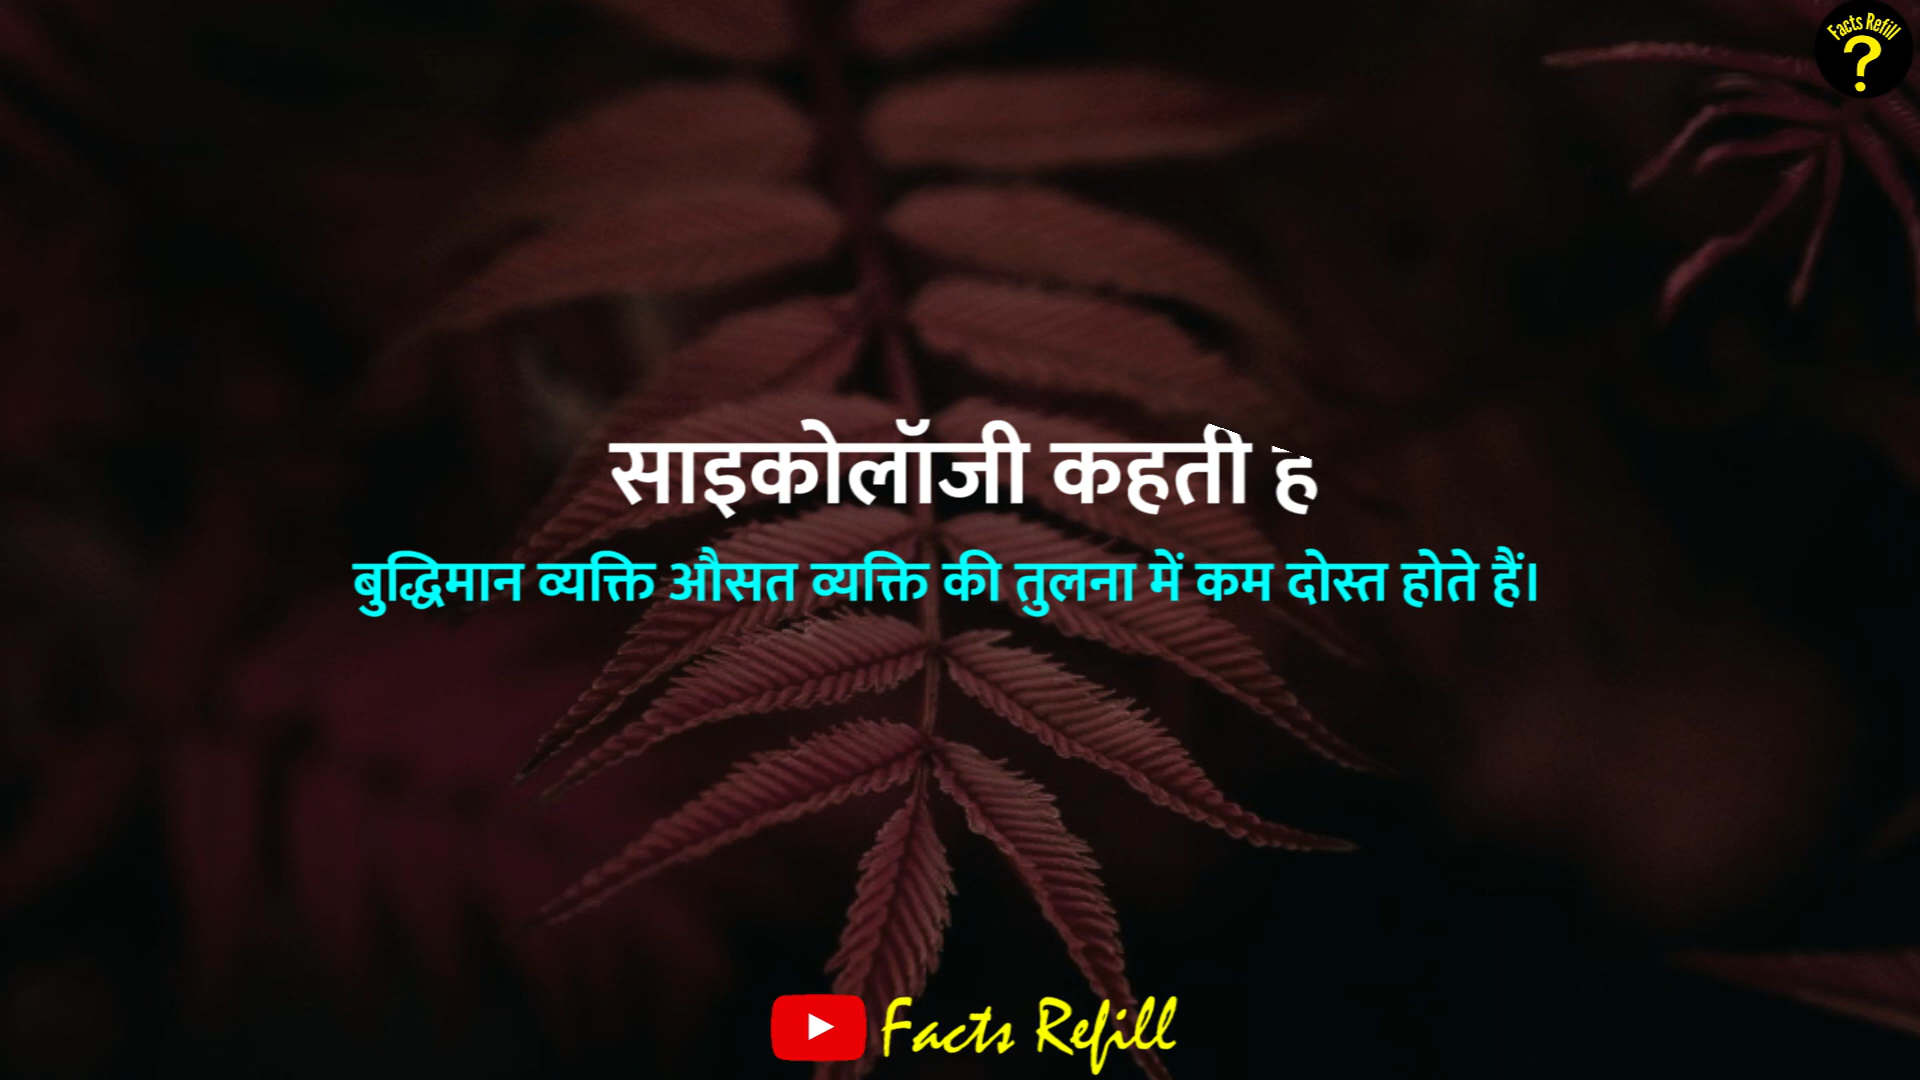 Facts Refill
?
साइकोलॉजी कहती ह
बुद्धिमान व्यक्ति औसत व्यक्ति की तुलना में कम दोस्त होते हैं।
Facts Refill